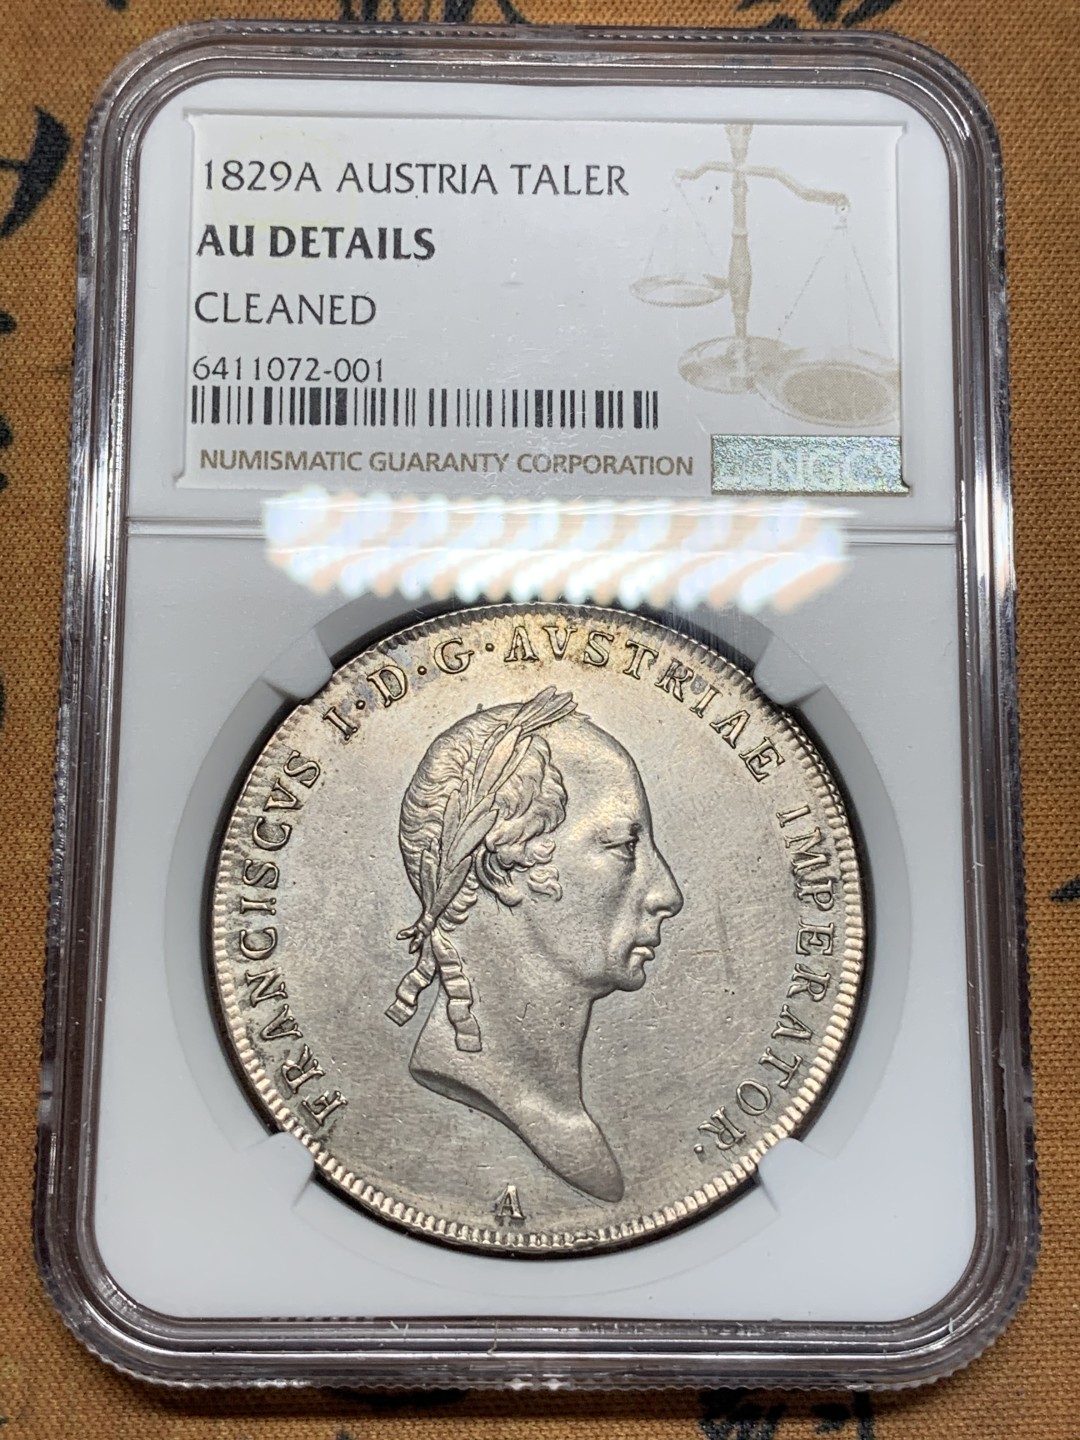 1829A AUSTRIA TALER
AU DETAILS
CLEANED
6411072-001
NUMISMATIC GUARANTY CORPORATION
NGC
FRANCISCVS I·D·G·AVSTRIAE IMPERATOR.
A